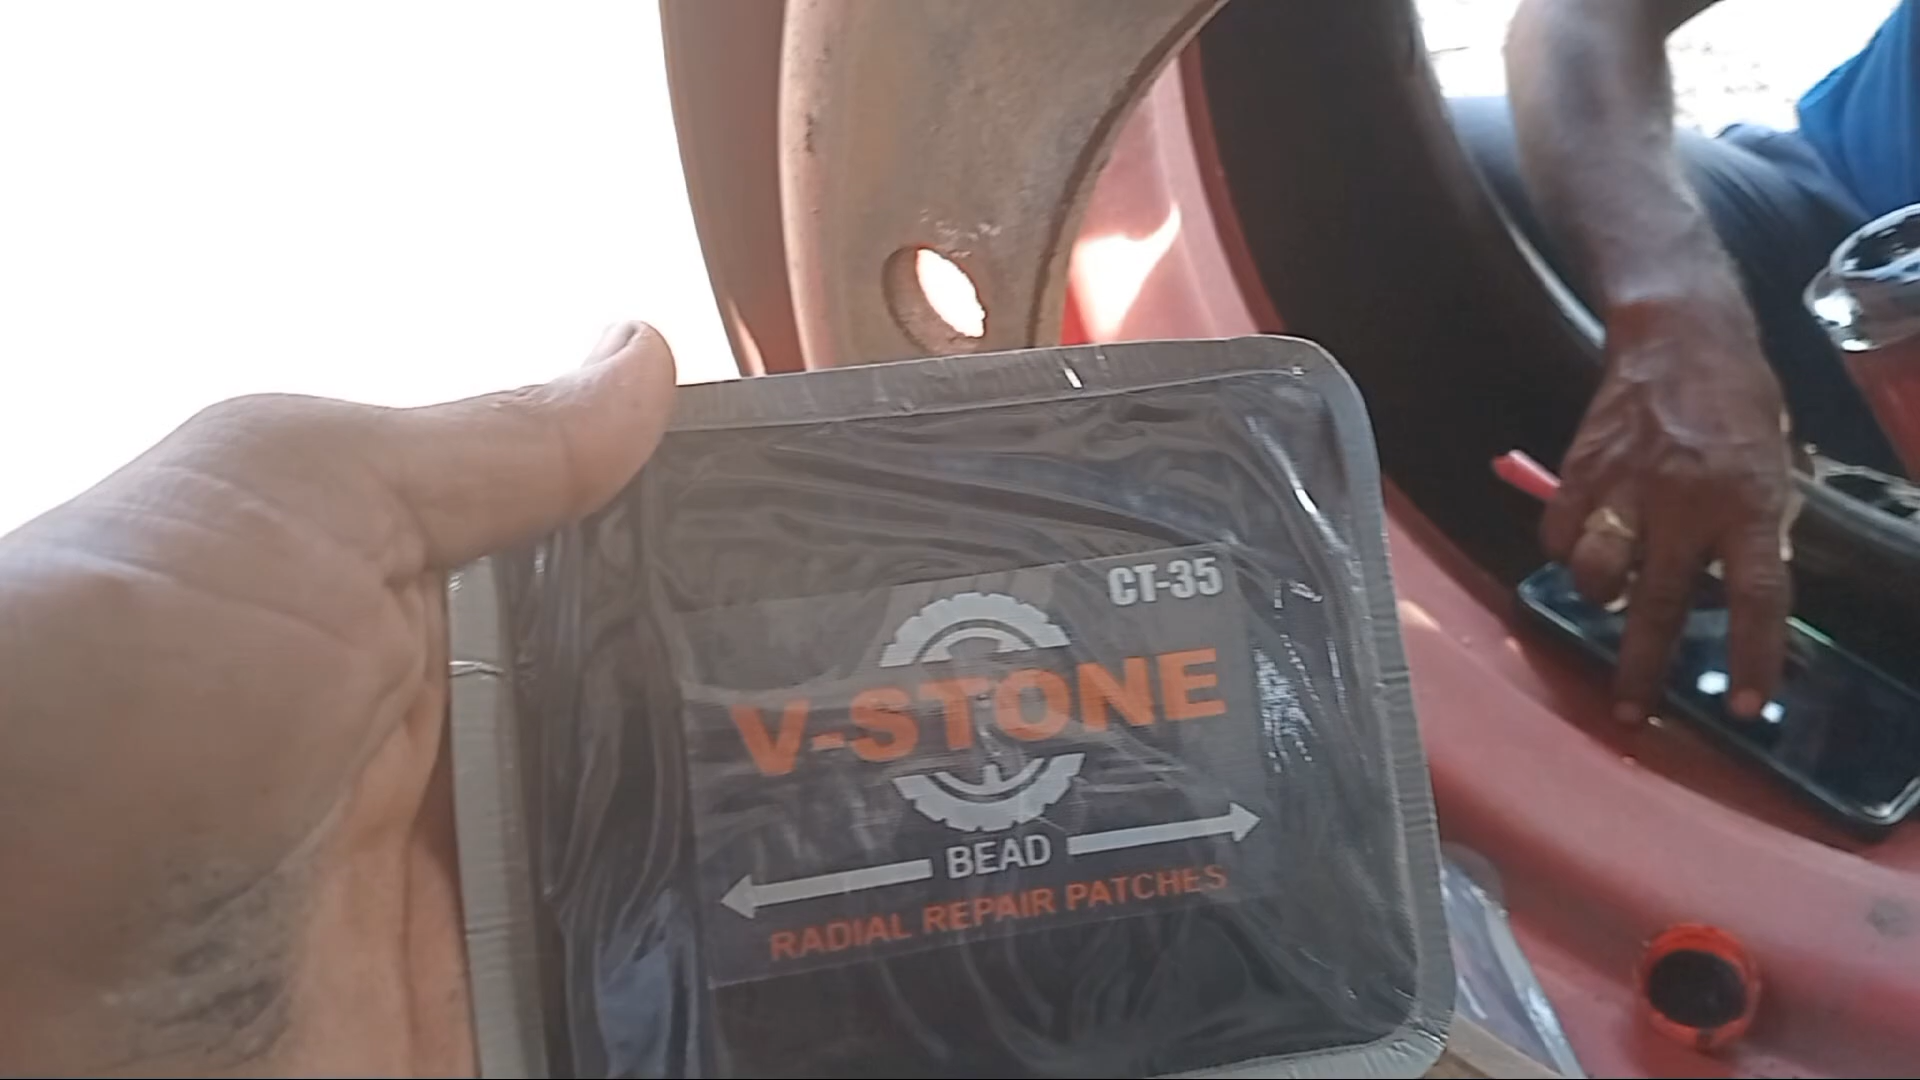 CT-35
V-STONE
BEAD
RADIAL REPAIR PATCHES